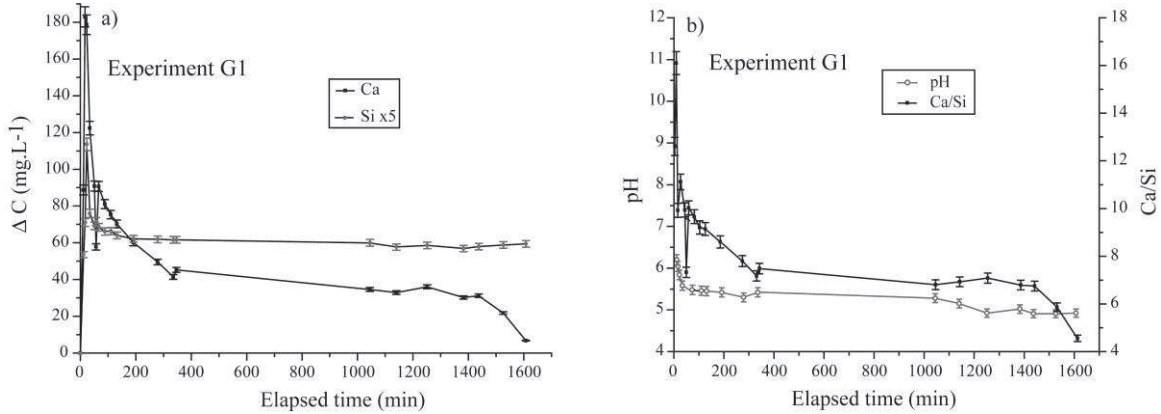 a)
Experiment G1
Ca
Si x5
180
160
140
120
100
80
60
40
20
0
Δ C (mg.L-1)
0 200 400 600 800 1000 1200 1400 1600
Elapsed time (min)
b)
Experiment G1
pH
Ca/Si
12
11
10
9
8
7
6
5
4
pH
18
16
14
12
10
8
6
4
Ca/Si
0 200 400 600 800 1000 1200 1400 1600
Elapsed time (min)